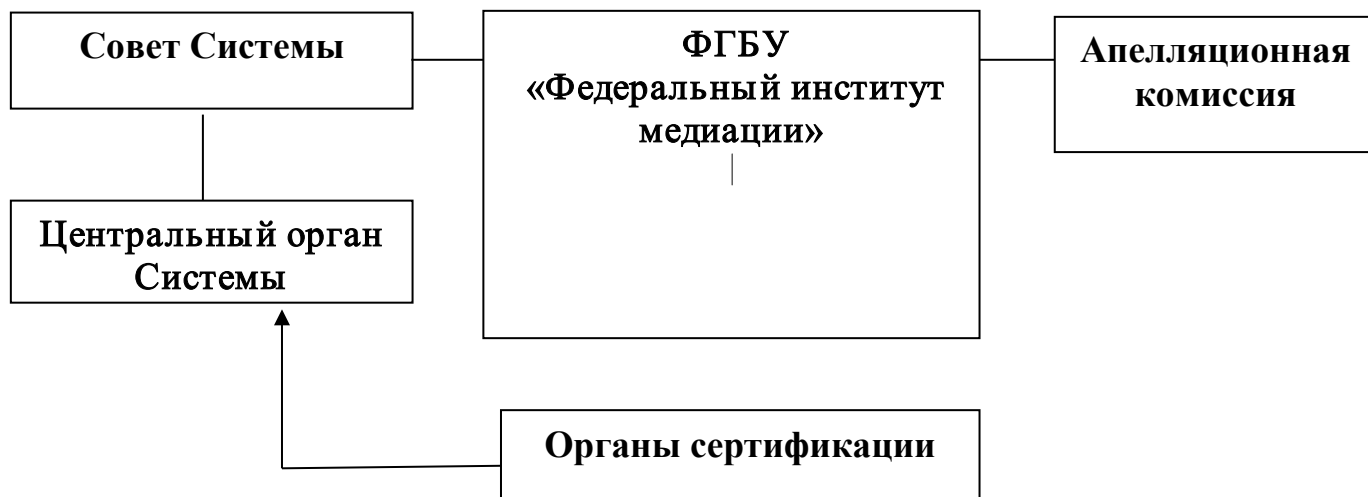 Совет Системы
ФГБУ
«Федеральный институт
медиации»
Апелляционная
комиссия
Центральный орган
Системы
Органы сертификации